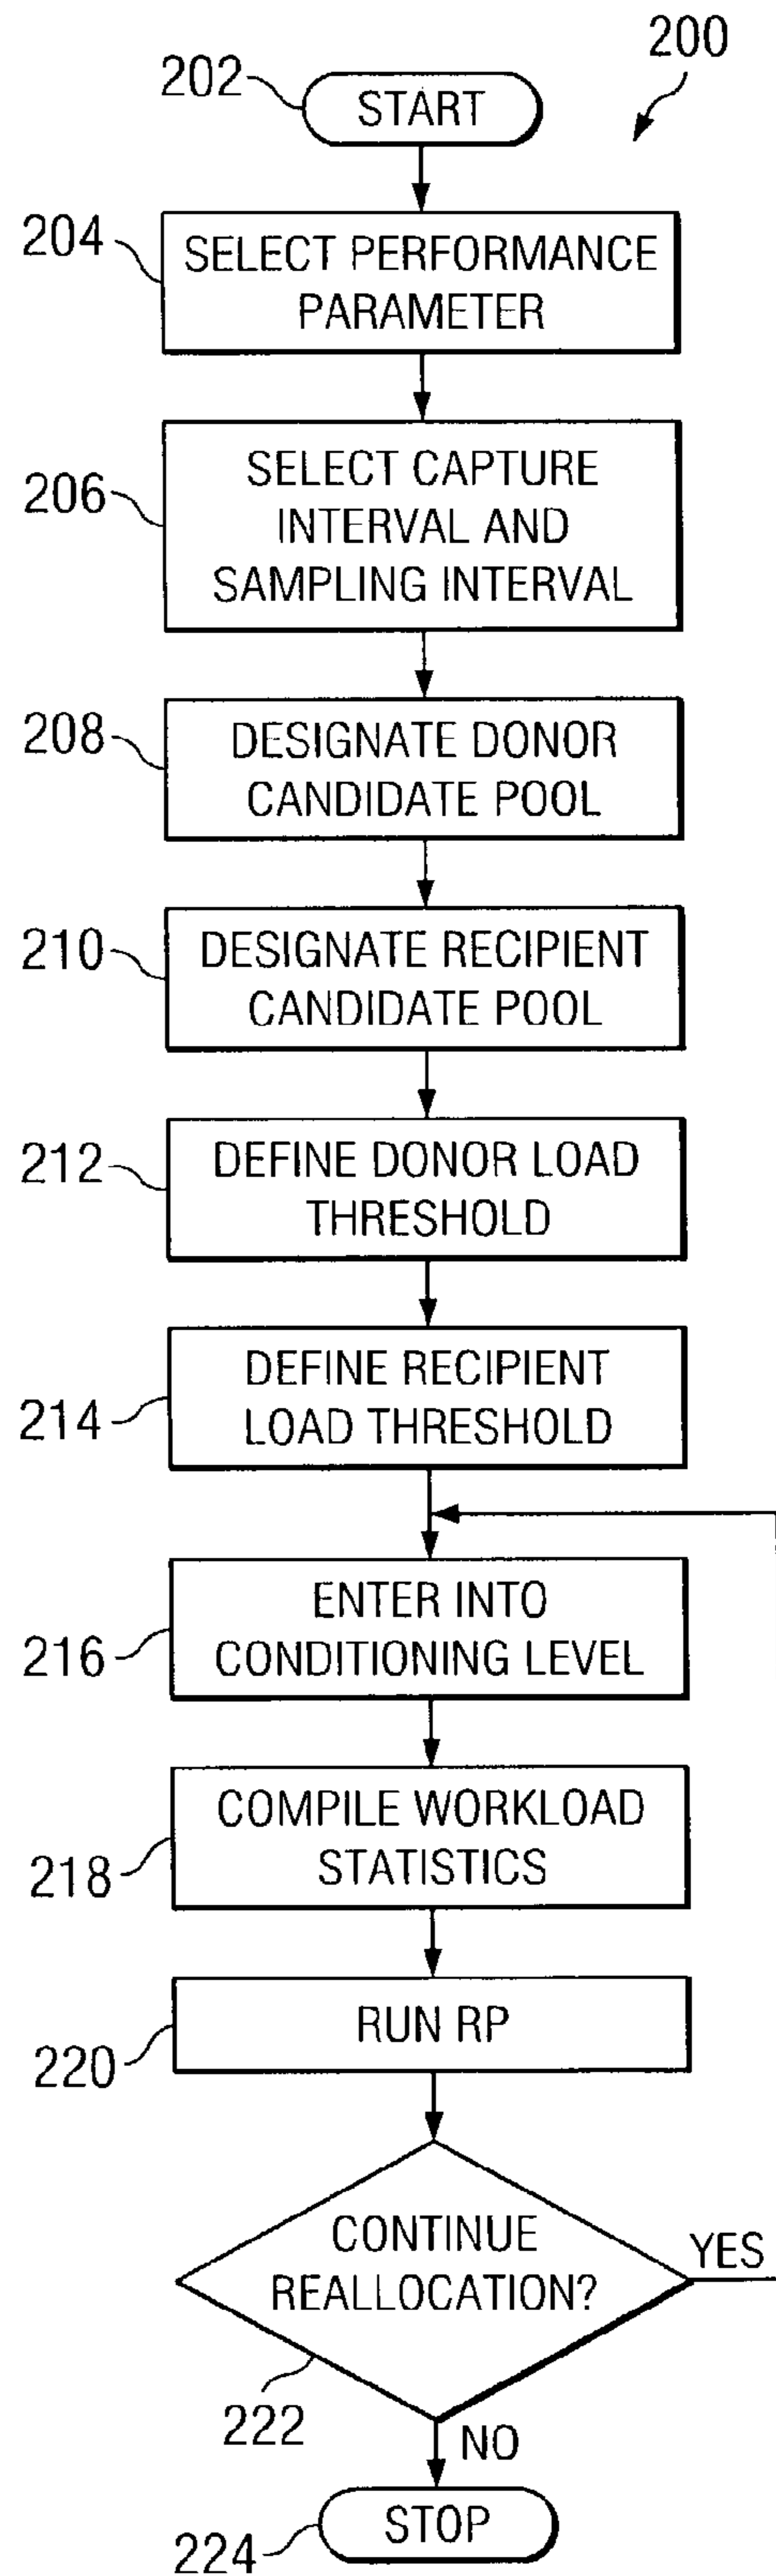 200
202
START
204
SELECT PERFORMANCE
PARAMETER
206
SELECT CAPTURE
INTERVAL AND
SAMPLING INTERVAL
208
DESIGNATE DONOR
CANDIDATE POOL
210
DESIGNATE RECIPIENT
CANDIDATE POOL
212
DEFINE DONOR LOAD
THRESHOLD
214
DEFINE RECIPIENT
LOAD THRESHOLD
216
ENTER INTO
CONDITIONING LEVEL
218
COMPILE WORKLOAD
STATISTICS
220
RUN RP
CONTINUE
REALLOCATION?
YES
222
NO
STOP
224